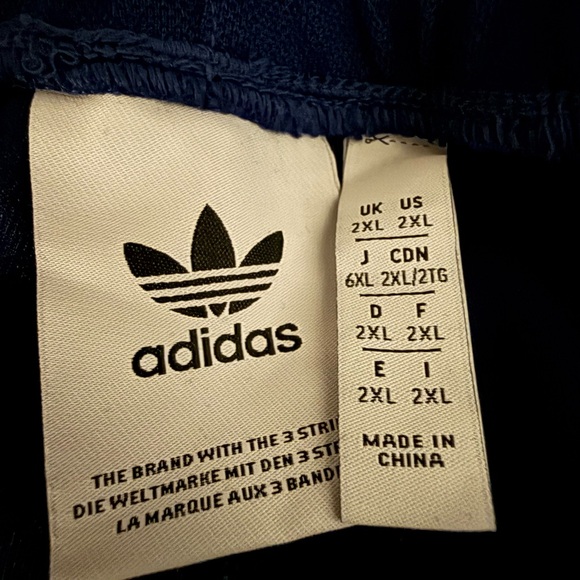 adidas
THE BRAND WITH THE 3
DIE WELTMARKE MIT DEN 3
LA MARQUE AUX 3
UK US
2XL 2XL
J CDN
6XL 2XL/2TG
D F
2XL 2XL
E I
2XL 2XL
MADE IN
CHINA